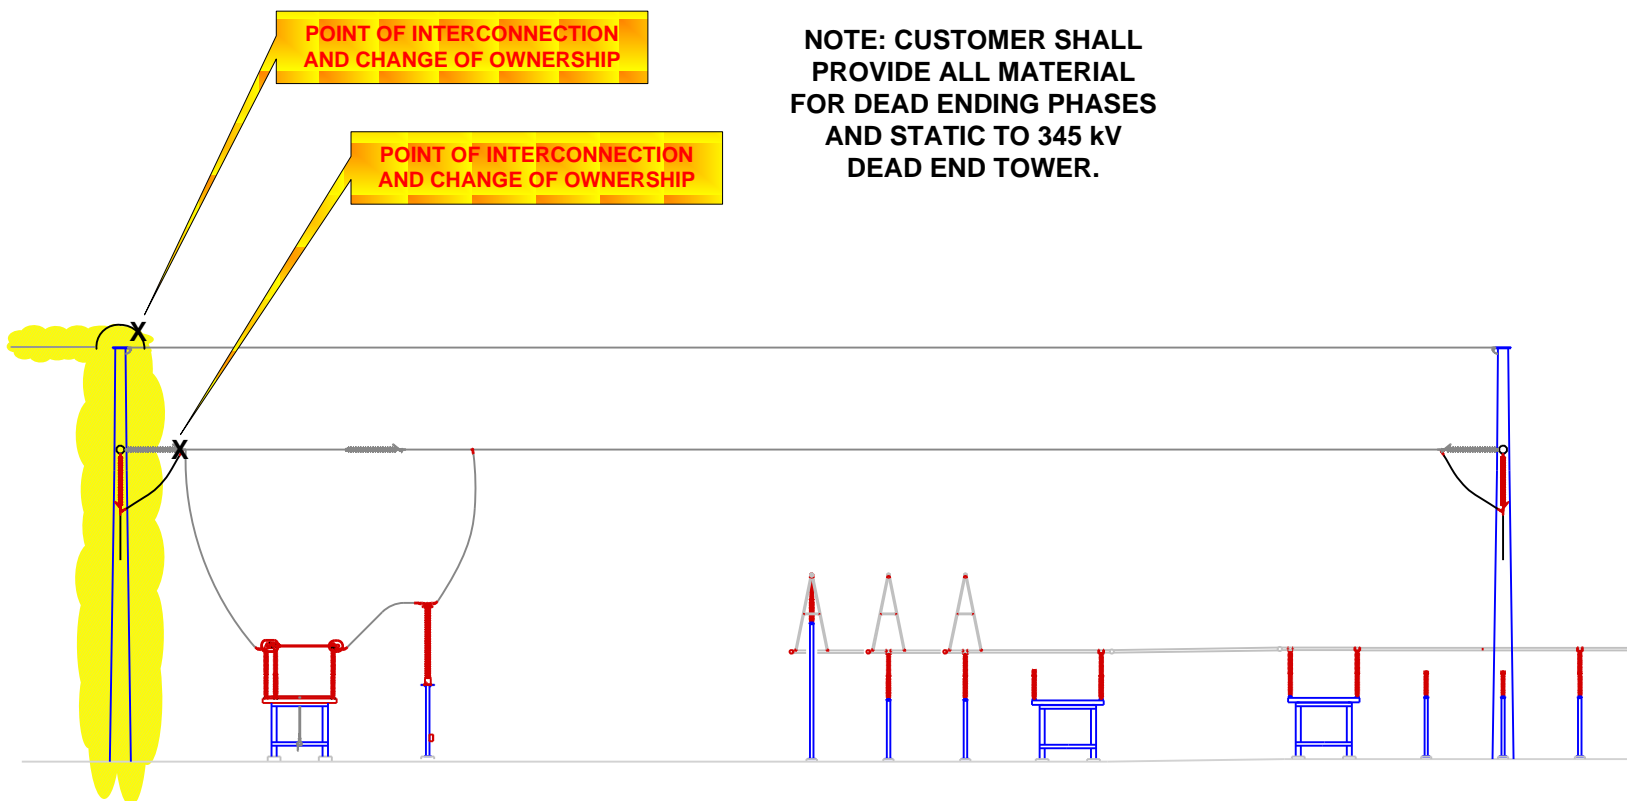 POINT OF INTERCONNECTION
AND CHANGE OF OWNERSHIP
POINT OF INTERCONNECTION
AND CHANGE OF OWNERSHIP
NOTE: CUSTOMER SHALL
PROVIDE ALL MATERIAL
FOR DEAD ENDING PHASES
AND STATIC TO 345 kV
DEAD END TOWER.
X
X